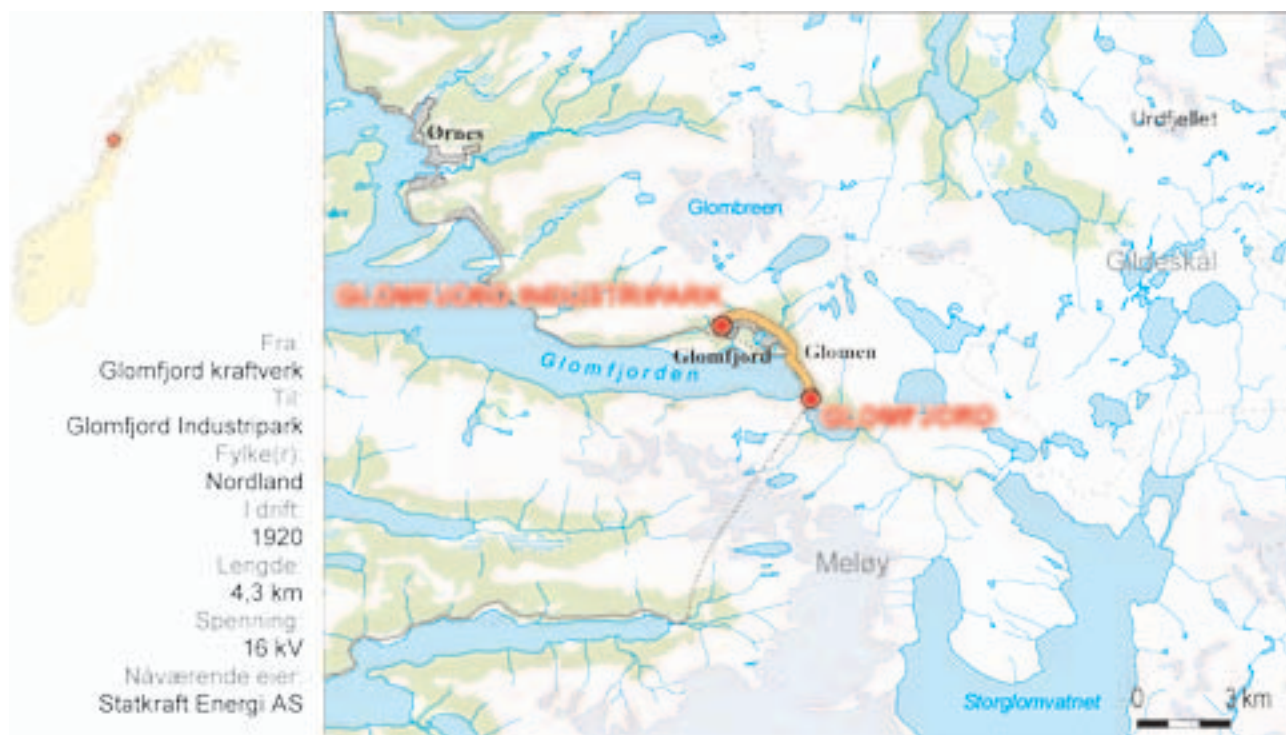 Fra:
Glomfjord kraftverk
Til:
Glomfjord Industripark
Fylke(r):
Nordland
I drift:
1920
Lengde:
4,3 km
Spenning:
16 kV
Nåværende eier:
Statkraft Energi AS
Ørnes
Urdfjellet
Glombreen
Gildeskål
GLOMFJORD INDUSTRIPARK
Glomfjord
Glomen
Glomfjorden
GLOMFJORD
Meløy
Storglomvatnet
0 3 km